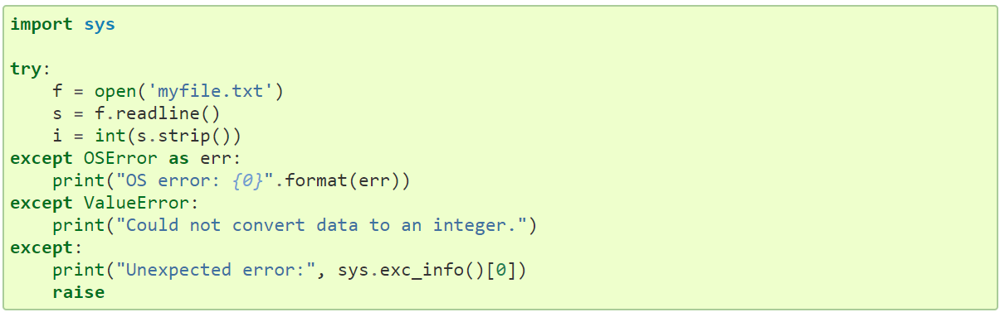 import sys

try:
    f = open('myfile.txt')
    s = f.readline()
    i = int(s.strip())
except OSError as err:
    print("OS error: {0}".format(err))
except ValueError:
    print("Could not convert data to an integer.")
except:
    print("Unexpected error:", sys.exc_info()[0])
    raise